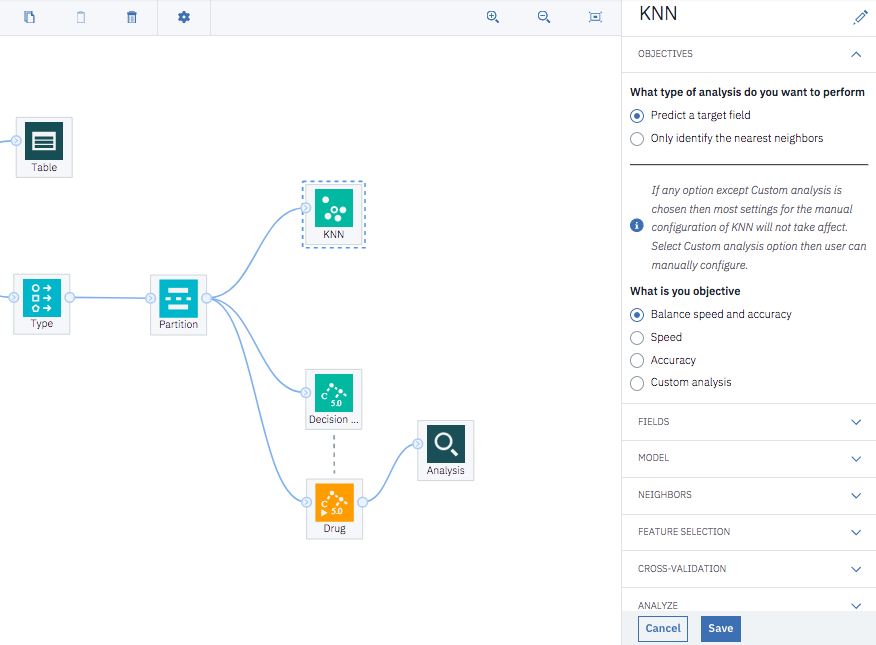 KNN
OBJECTIVES
What type of analysis do you want to perform
Predict a target field
Only identify the nearest neighbors
If any option except Custom analysis is
chosen then most settings for the manual
configuration of KNN will not take affect.
Select Custom analysis option then user can
manually configure.
What is you objective
Balance speed and accuracy
Speed
Accuracy
Custom analysis
FIELDS
MODEL
NEIGHBORS
FEATURE SELECTION
CROSS-VALIDATION
ANALYZE
Cancel
Save
Table
KNN
Type
Partition
C
5.0
Decision ...
Analysis
C
5.0
Drug